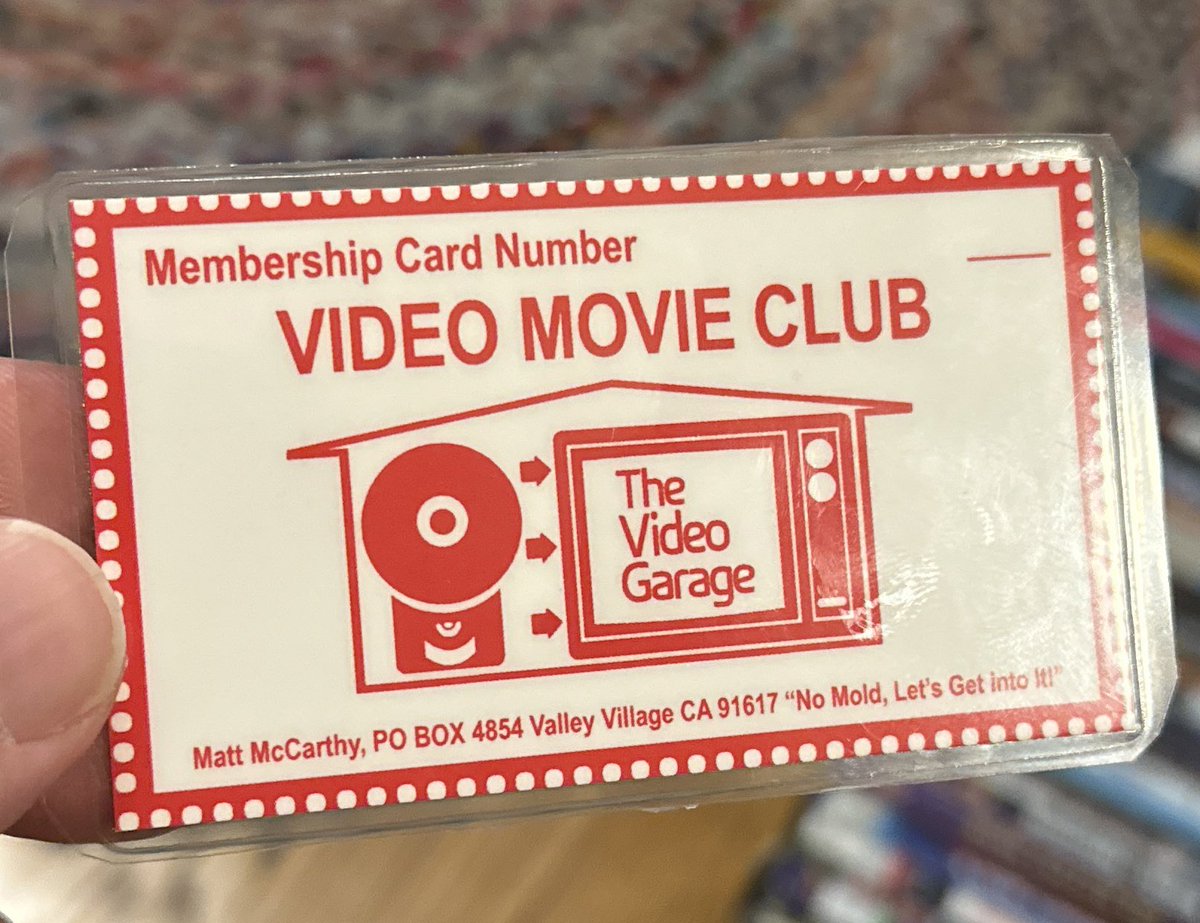 Membership Card Number
VIDEO MOVIE CLUB
The
Video
Garage
Matt McCarthy, PO BOX 4854 Valley Village CA 91617 “No Mold, Let’s Get into It!”